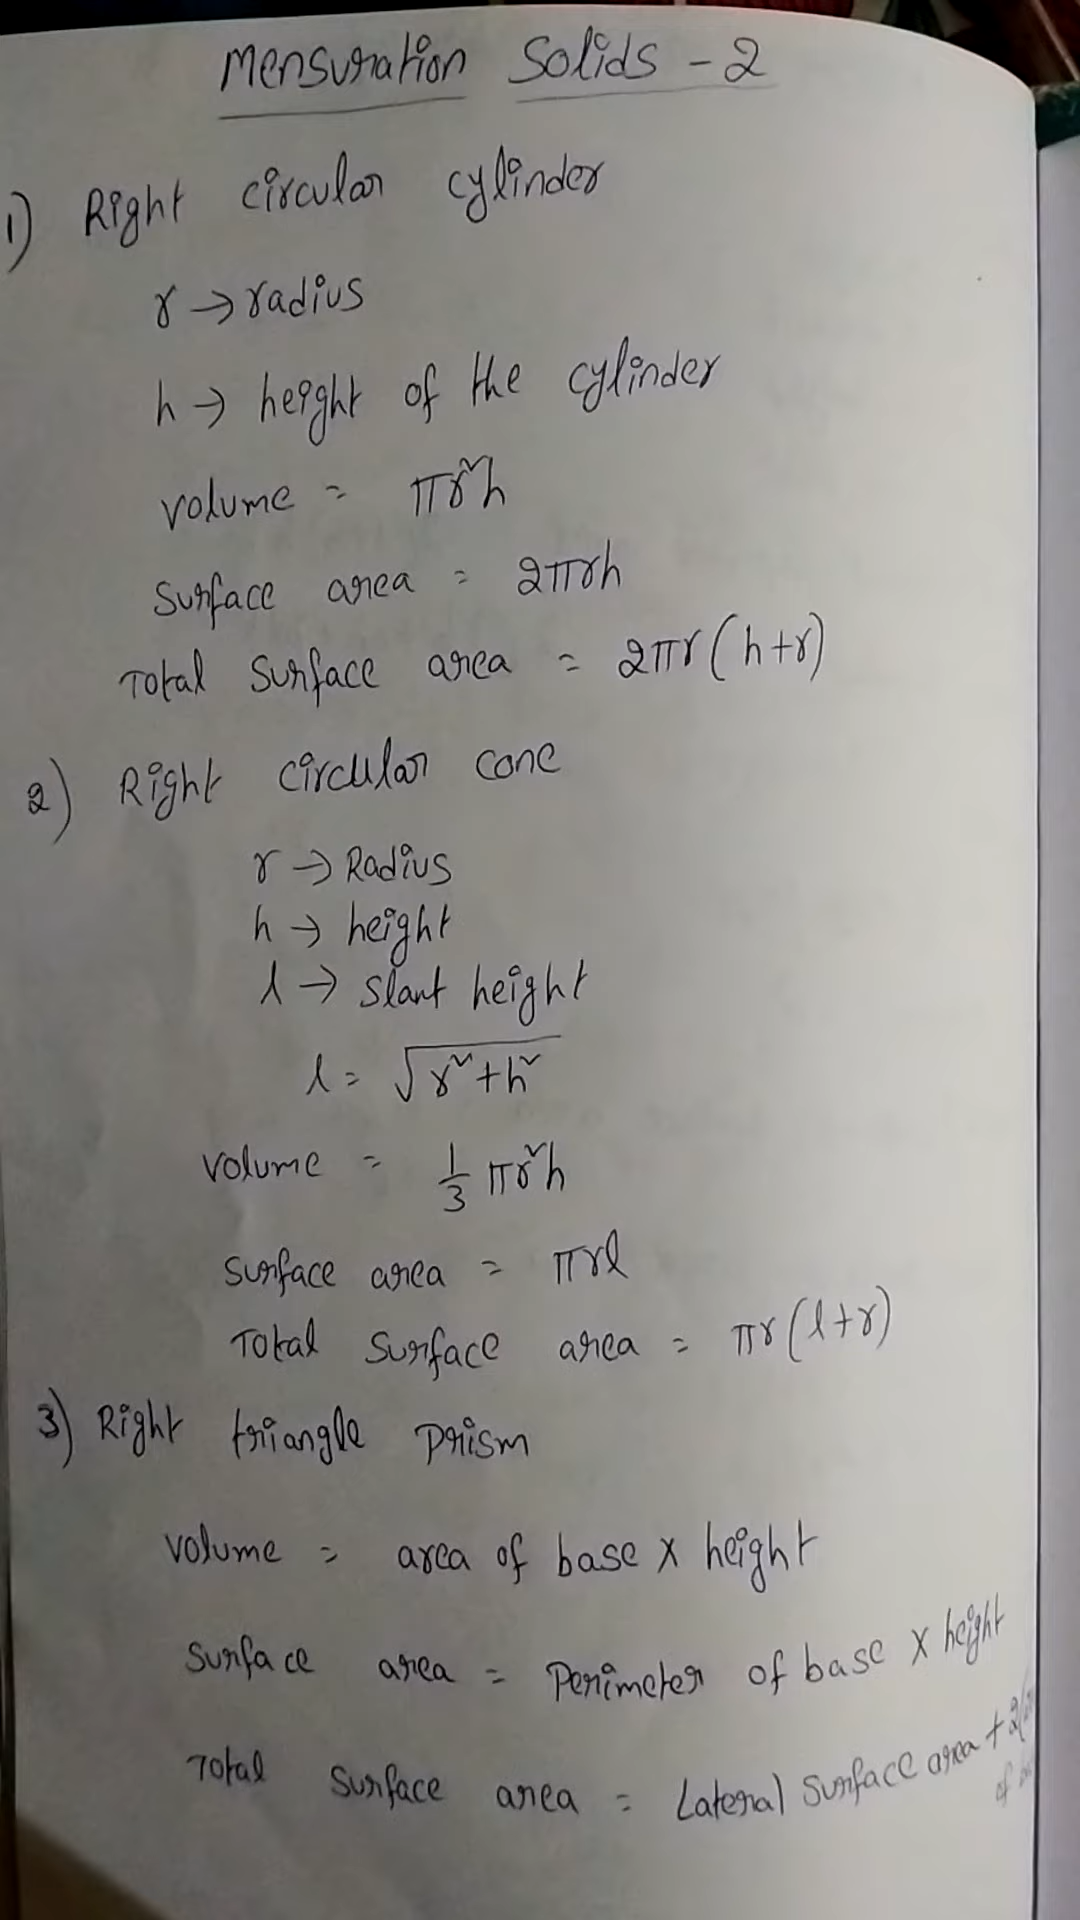 Mensuration Solids - 2
1) Right circular cylinder
r → radius
h → height of the cylinder
volume = πr²h
Surface area = 2πrh
Total Surface area = 2πr(h+r)
2) Right circular cone
r → Radius
h → height
l → slant height
l = √r²+h²
volume = 1/3 πr²h
Surface area = πrl
Total Surface area = πr(l+r)
3) Right triangle Prism
volume = area of base x height
Surface area = Perimeter of base x height
Total Surface area = Lateral Surface area + 2(
of